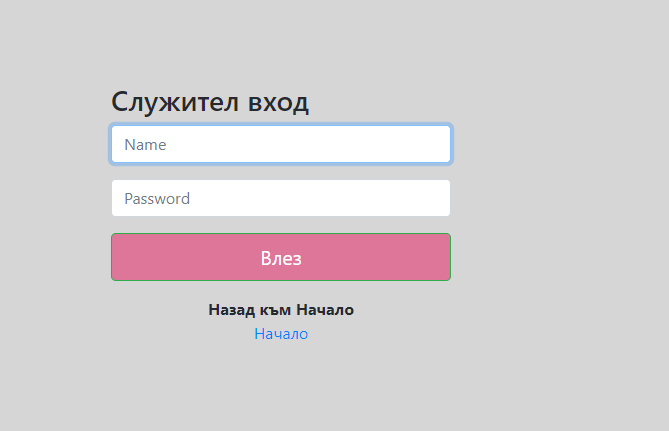 Служител вход
Name
Password
Влез
Назад към Начало
Начало